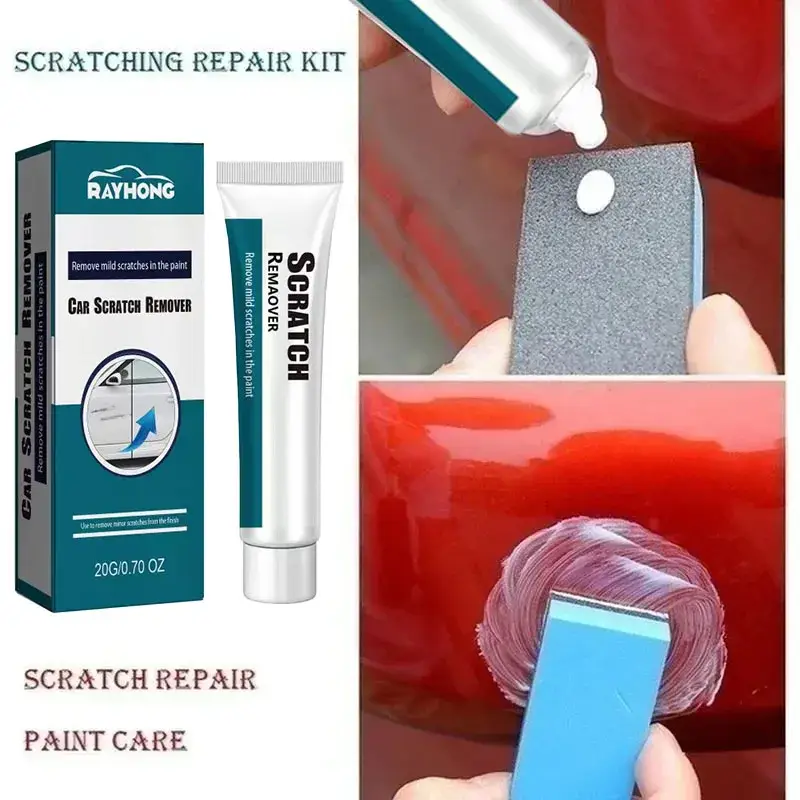 SCRATCHING REPAIR KIT
RAYHONG
Remove mild scratches in the paint
CAR SCRATCH REMOVER
Use to remove minor scratches from the finish
20G/0.70 OZ
CAR SCRATCH REMOVER
Remove mild scratches in the paint
SCRATCH
REMAOVER
Remove mild scratches in the paint
SCRATCH REPAIR
PAINT CARE